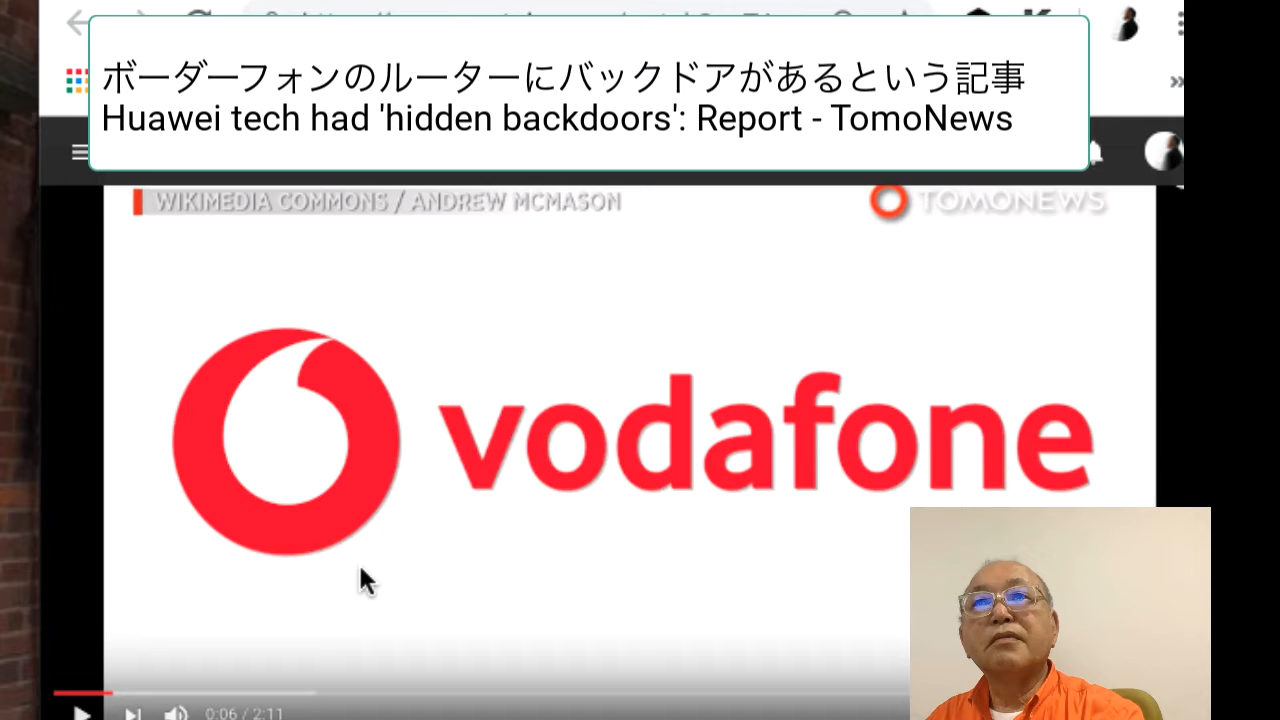 ボーダーフォンのルーターにバックドアがあるという記事
Huawei tech had 'hidden backdoors': Report - TomoNews
WIKIMEDIA COMMONS / ANDREW MCMASON
TOMONEWS
vodafone
0:06 / 2:11